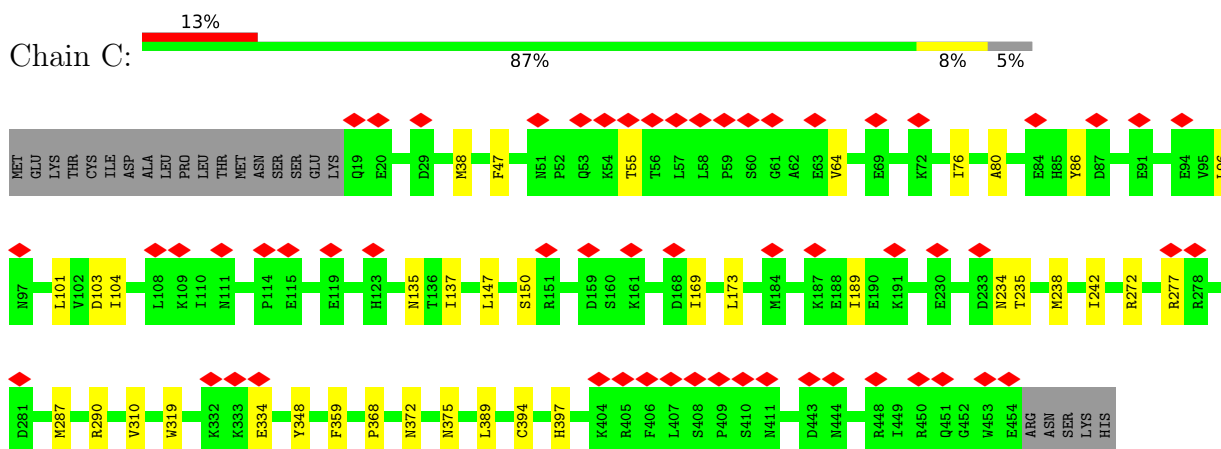 13%
Chain C:
87% 8% 5%
MET GLU LYS THR CYS ILE ASP ALA LEU PRO LEU THR MET ASN SER SER GLU LYS Q19 E20 D29 M38 F47 N51 P52 Q53 K54 T55 T56 L57 L58 P59 S60 G61 A62 E63 V64 E69 K72 I76 A80 E84 H85 Y86 D87 E91 E94 V95 L96
N97 L101 V102 D103 I104 L108 K109 I110 N111 P114 E115 E119 H123 N135 T136 I137 L147 S150 R151 D159 S160 K161 D168 I169 L173 M184 K187 E188 I189 E190 K191 E230 D233 N234 T235 M238 I242 R272 R277 R278
D281 M287 R290 V310 W319 K332 K333 E334 Y348 F359 P368 N372 N375 L389 C394 H397 K404 R405 F406 L407 S408 P409 S410 N411 D443 N444 R448 I449 R450 Q451 G452 W453 E454 ARG ASN SER LYS HIS